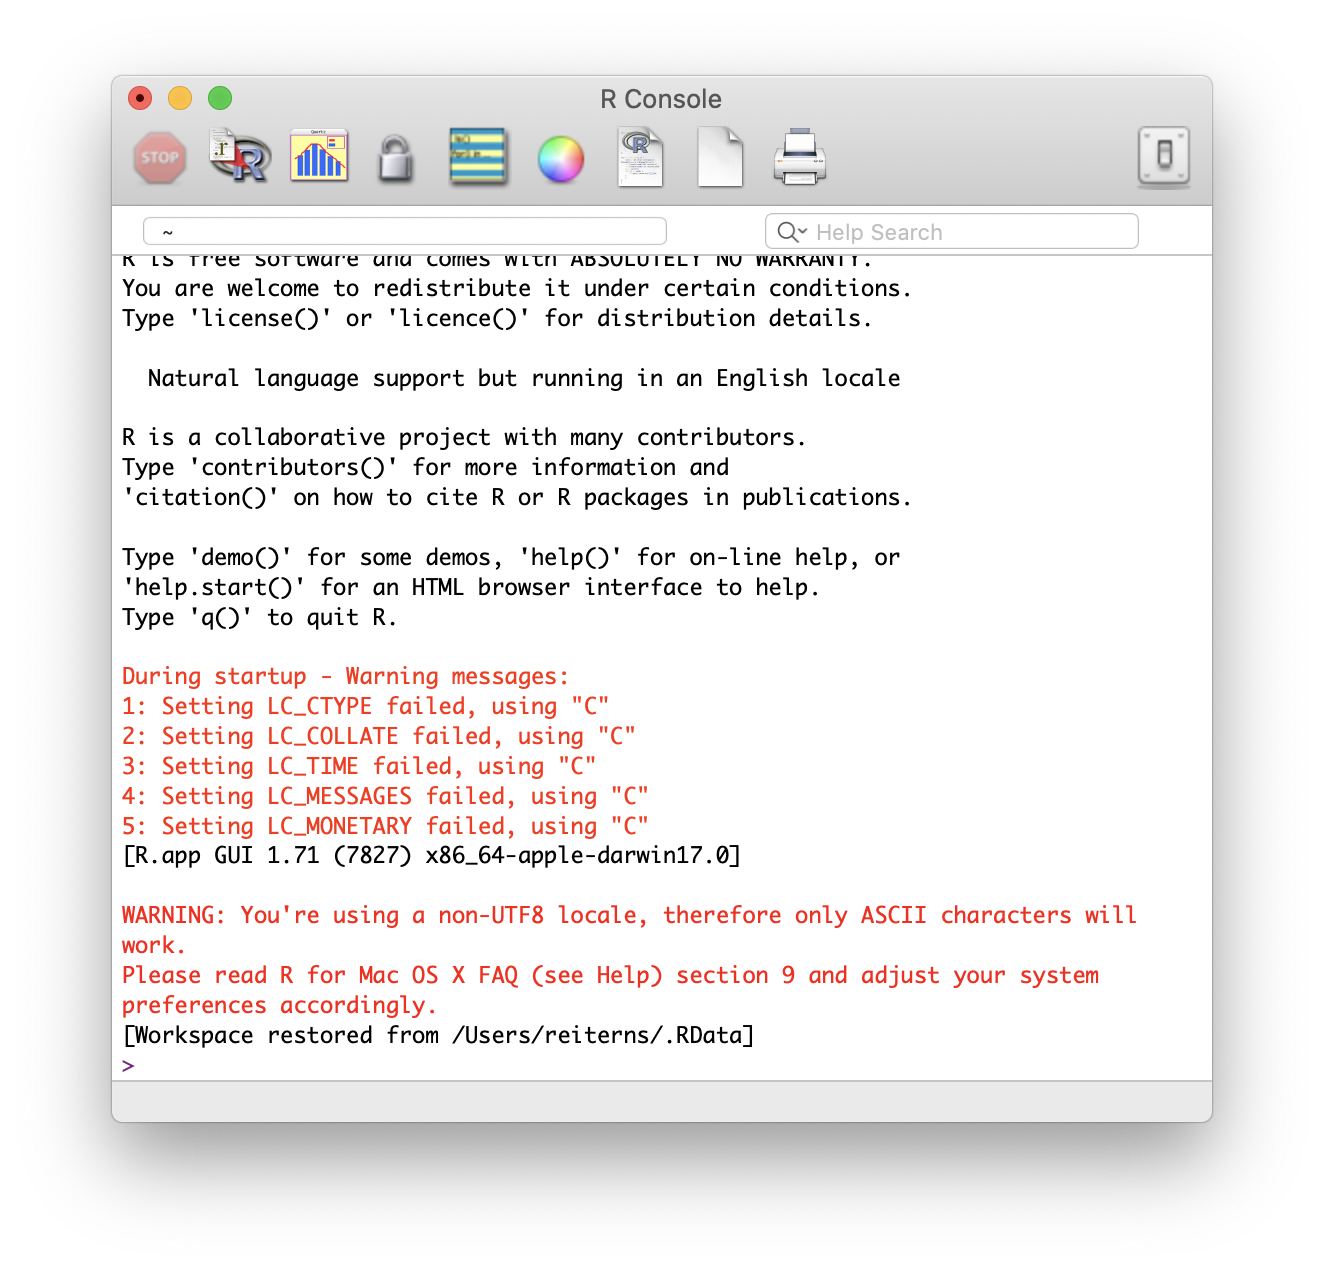 R Console
STOP
~
Help Search
R is free software and comes with ABSOLUTELY NO WARRANTY.
You are welcome to redistribute it under certain conditions.
Type 'license()' or 'licence()' for distribution details.
Natural language support but running in an English locale
R is a collaborative project with many contributors.
Type 'contributors()' for more information and
'citation()' on how to cite R or R packages in publications.
Type 'demo()' for some demos, 'help()' for on-line help, or
'help.start()' for an HTML browser interface to help.
Type 'q()' to quit R.
During startup - Warning messages:
1: Setting LC_CTYPE failed, using "C"
2: Setting LC_COLLATE failed, using "C"
3: Setting LC_TIME failed, using "C"
4: Setting LC_MESSAGES failed, using "C"
5: Setting LC_MONETARY failed, using "C"
[R.app GUI 1.71 (7827) x86_64-apple-darwin17.0]
WARNING: You're using a non-UTF8 locale, therefore only ASCII characters will
work.
Please read R for Mac OS X FAQ (see Help) section 9 and adjust your system
preferences accordingly.
[Workspace restored from /Users/reiterns/.RData]
>